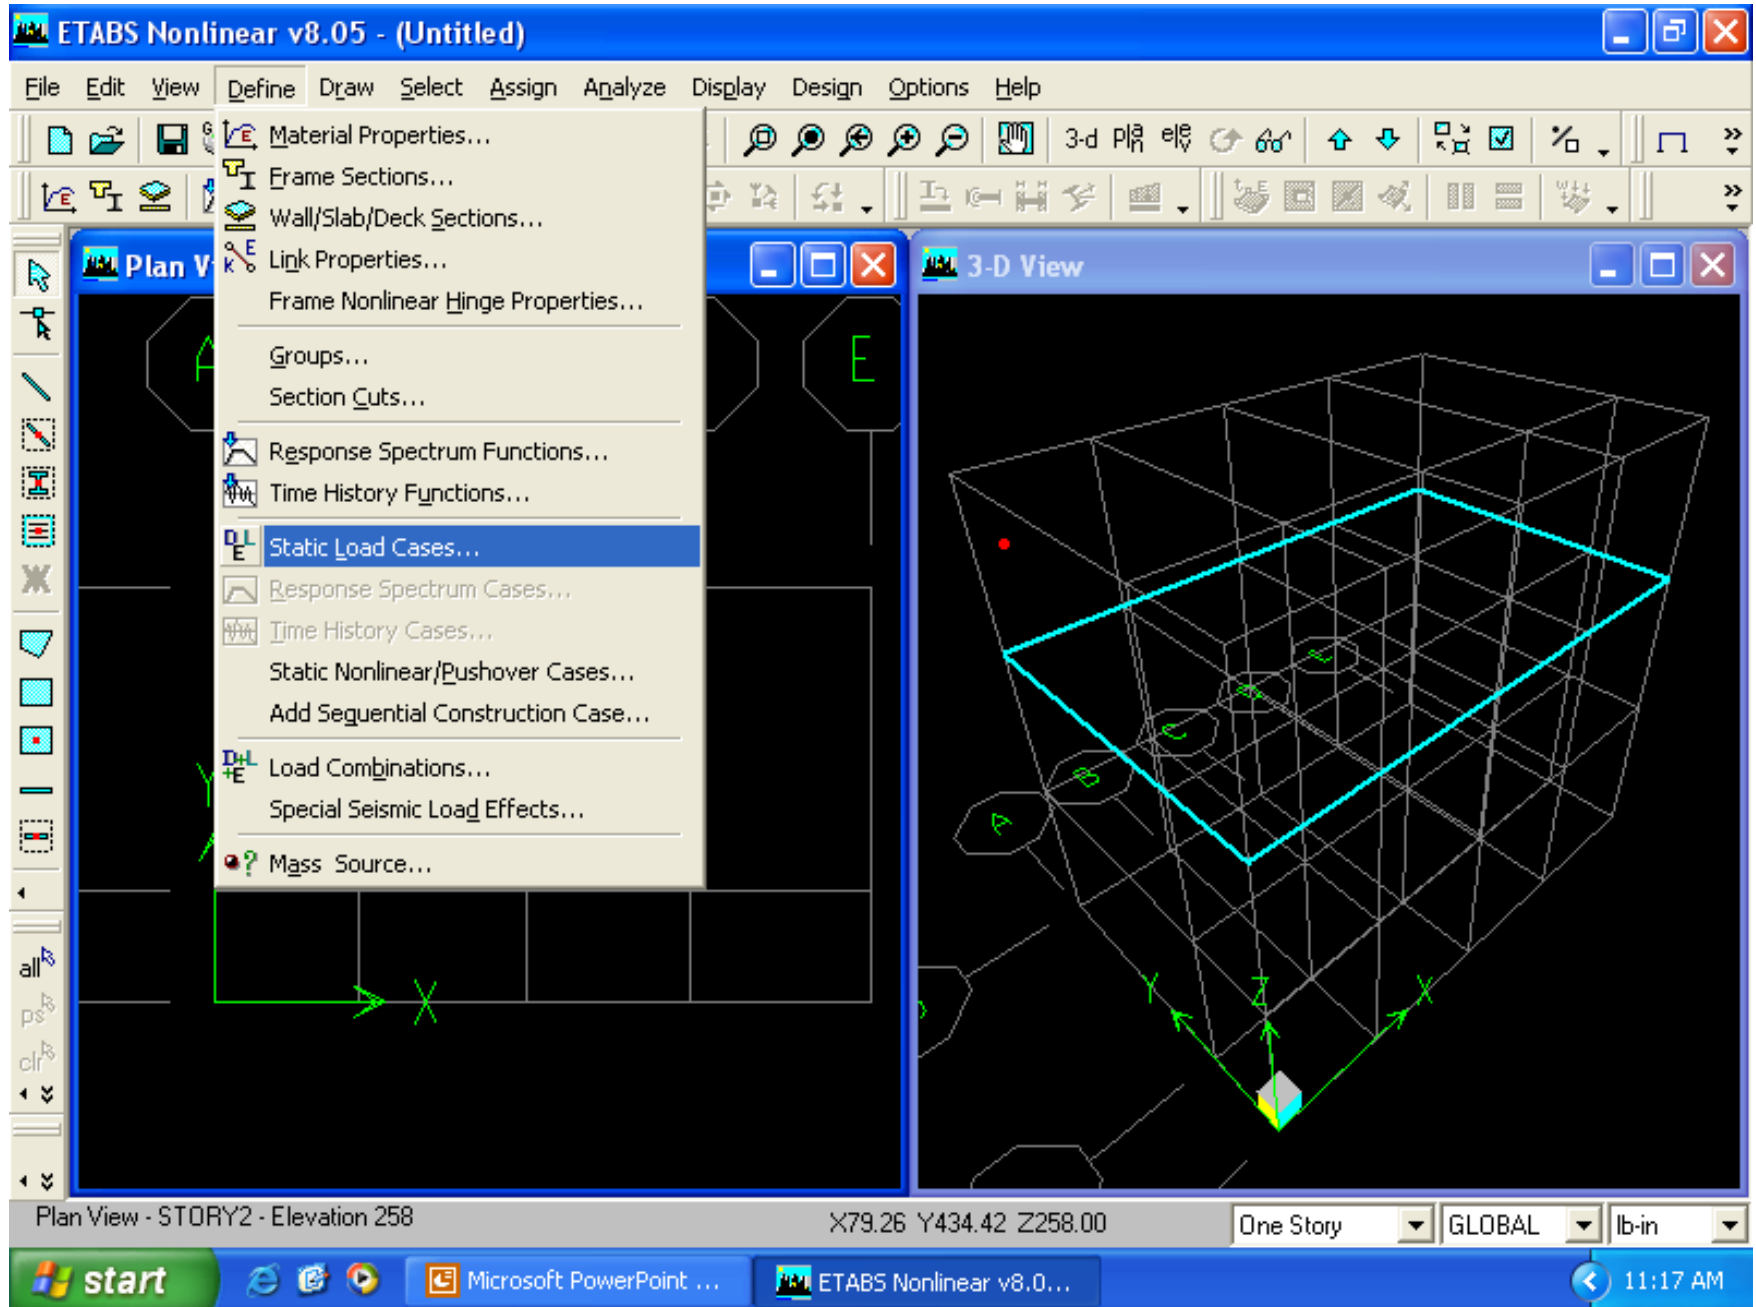 ETABS Nonlinear v8.05 - (Untitled)
File Edit View Define Draw Select Assign Analyze Display Design Options Help
Material Properties...
Frame Sections...
Wall/Slab/Deck Sections...
Link Properties...
Frame Nonlinear Hinge Properties...
Groups...
Section Cuts...
Response Spectrum Functions...
Time History Functions...
Static Load Cases...
Response Spectrum Cases...
Time History Cases...
Static Nonlinear/Pushover Cases...
Add Sequential Construction Case...
Load Combinations...
Special Seismic Load Effects...
Mass Source...
3-d
Plan V
3-D View
A
E
X
Y
A
B
C
D
E
Y
Z
X
all
ps
clr
Plan View - STORY2 - Elevation 258
X79.26 Y434.42 Z258.00
One Story
GLOBAL
lb-in
start
Microsoft PowerPoint ...
ETABS Nonlinear v8.0...
11:17 AM